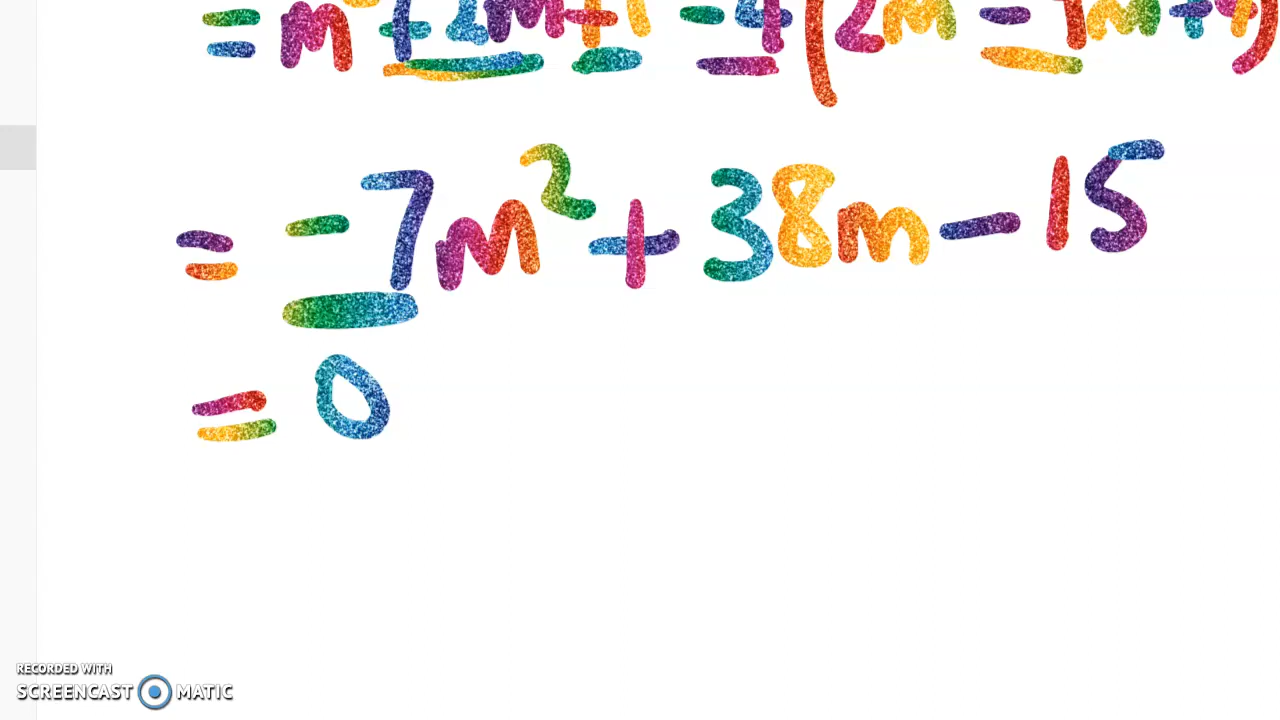 = -7m² + 38m - 15
= 0
RECORDED WITH
SCREENCAST MATIC